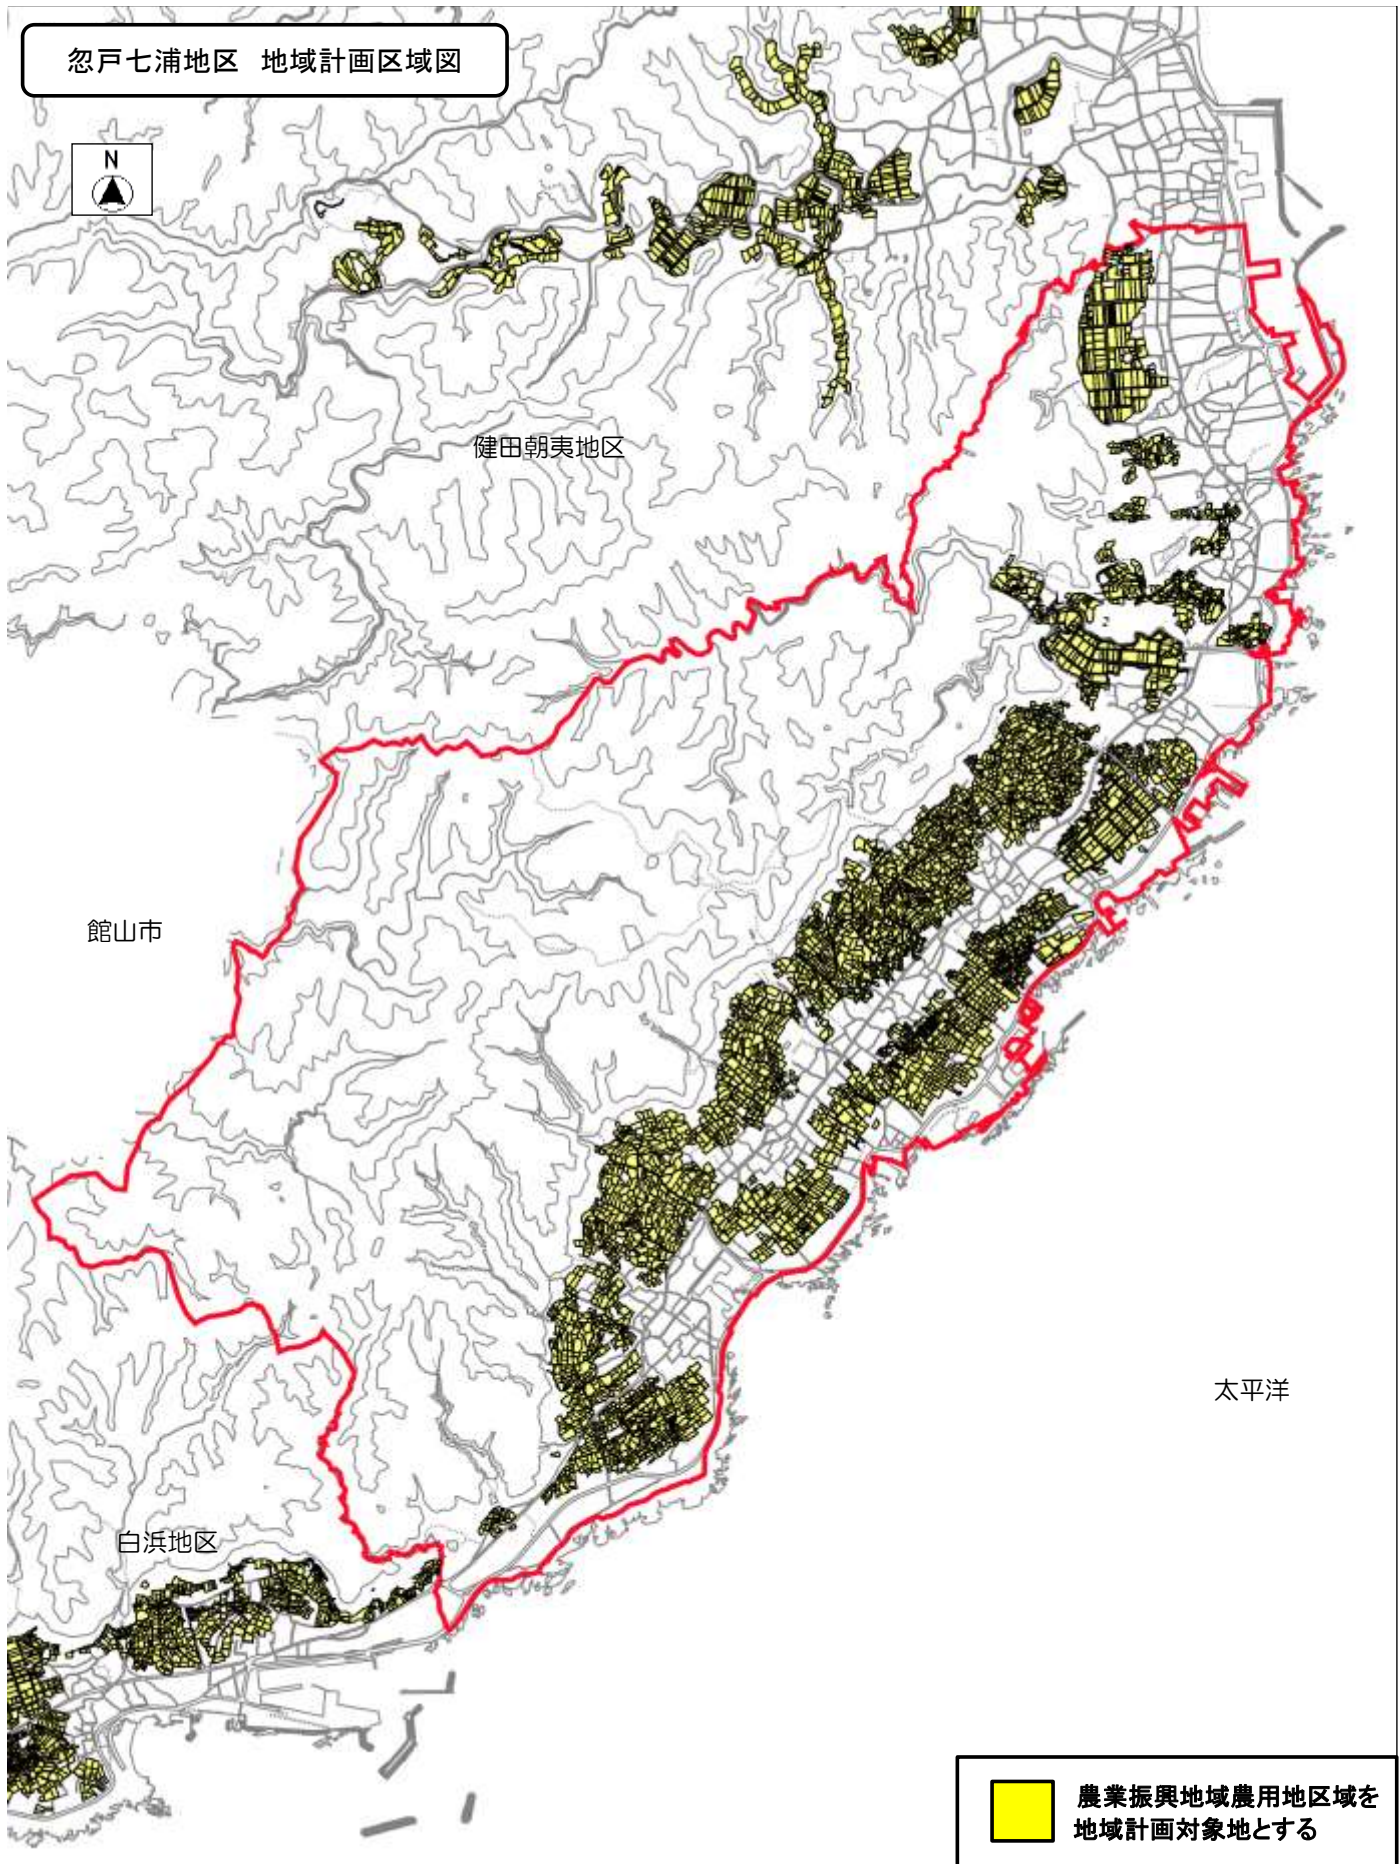 忽戸七浦地区 地域計画区域図
N
健田朝夷地区
2
館山市
太平洋
白浜地区
農業振興地域農用地区域を
地域計画対象地とする